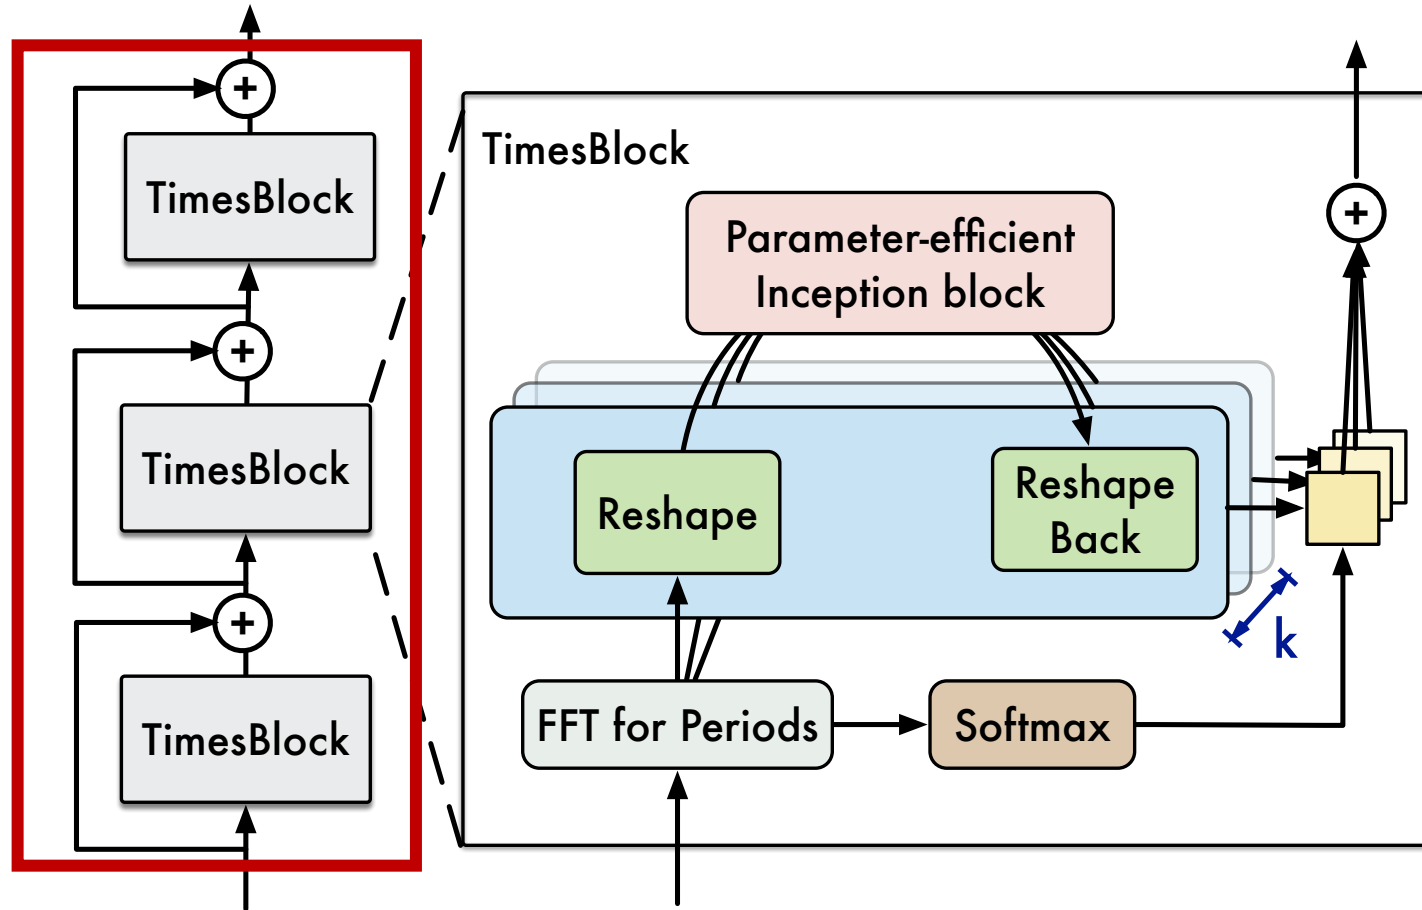 TimesBlock
TimesBlock
TimesBlock
TimesBlock
Parameter-efficient
Inception block
Reshape
Reshape
Back
k
FFT for Periods
Softmax